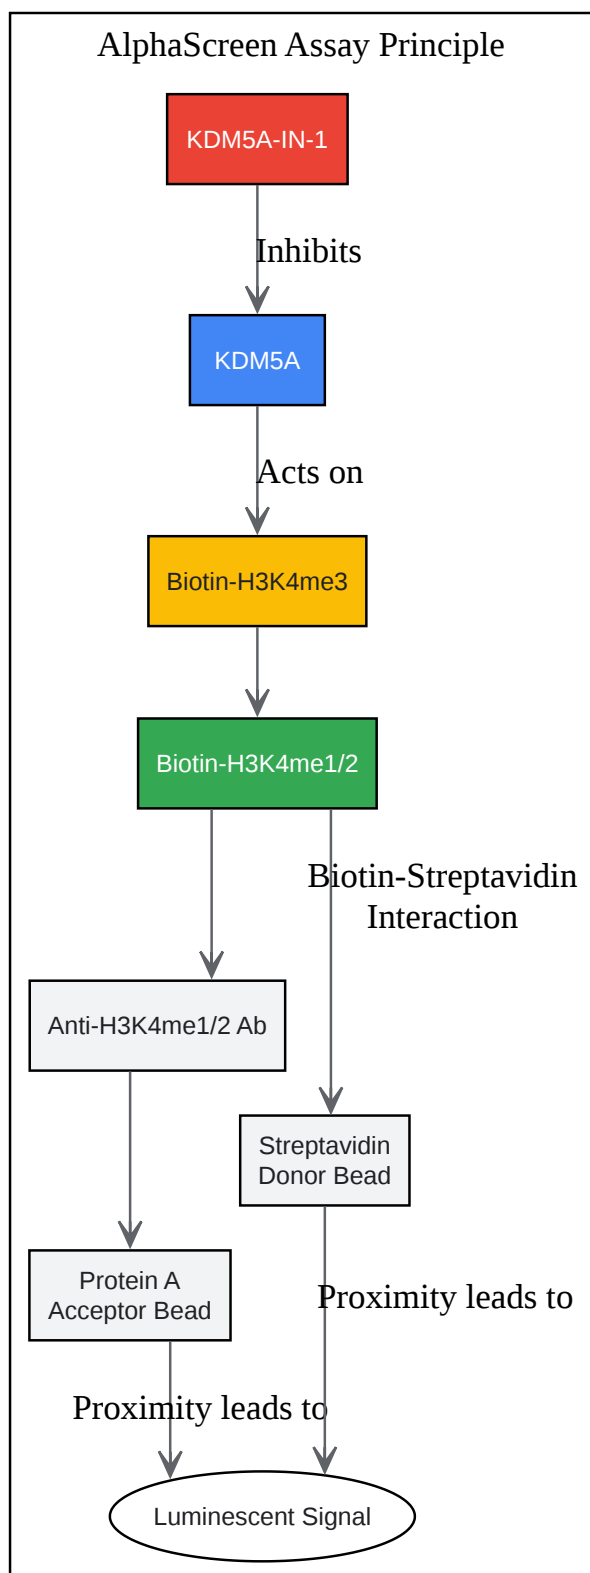 AlphaScreen Assay Principle
KDM5A-IN-1
Inhibits
KDM5A
Acts on
Biotin-H3K4me3
Biotin-H3K4me1/2
Biotin-Streptavidin
Interaction
Anti-H3K4me1/2 Ab
Streptavidin
Donor Bead
Protein A
Acceptor Bead
Proximity leads to
Proximity leads to
Luminescent Signal